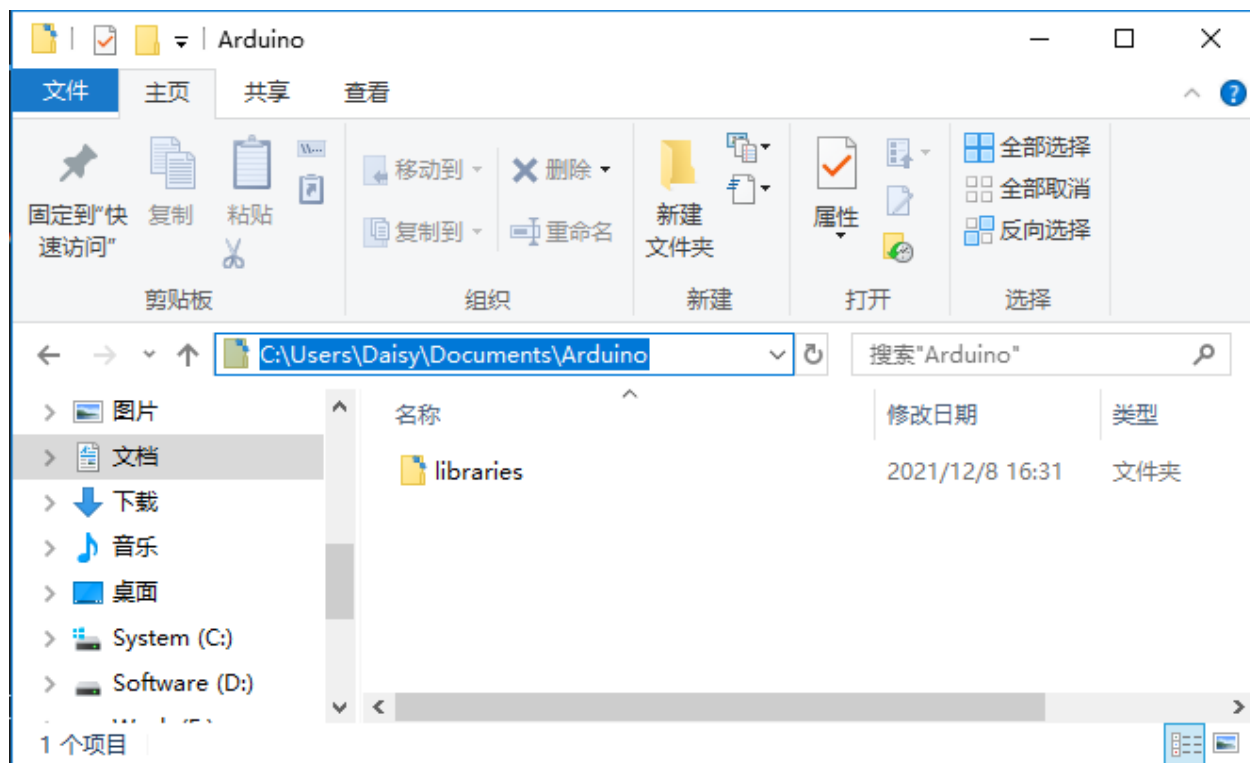 Arduino
文件 主页 共享 查看
固定到"快速访问"
复制
粘贴
移动到
复制到
删除
重命名
新建文件夹
属性
全部选择
全部取消
反向选择
剪贴板 组织 新建 打开 选择
C:\Users\Daisy\Documents\Arduino
搜索"Arduino"
图片
文档
下载
音乐
桌面
System (C:)
Software (D:)
名称 修改日期 类型
libraries 2021/12/8 16:31 文件夹
1 个项目